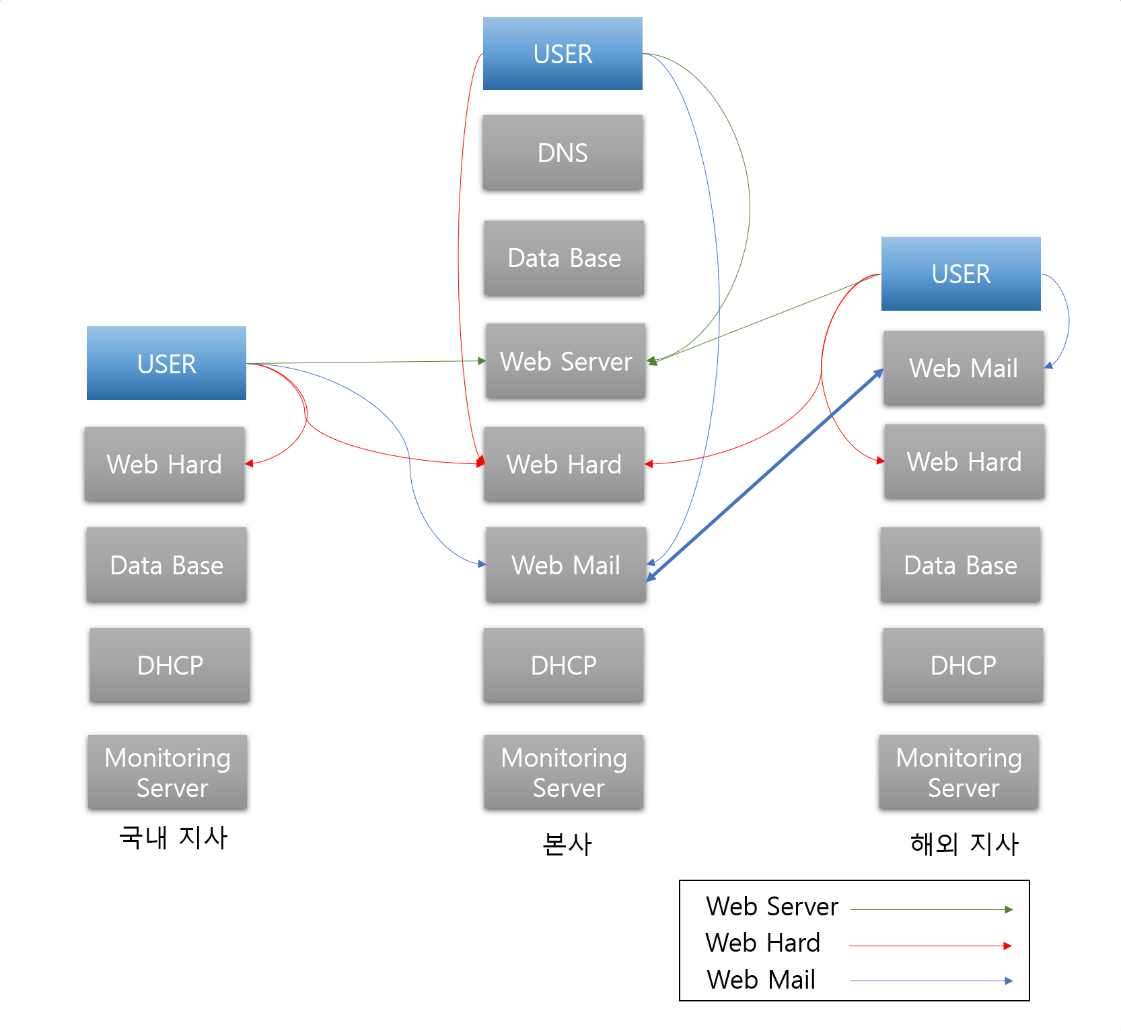 USER
DNS
Data Base
Web Server
Web Hard
Web Mail
DHCP
Monitoring
Server
본사
USER
Web Hard
Data Base
DHCP
Monitoring
Server
국내 지사
USER
Web Mail
Web Hard
Data Base
DHCP
Monitoring
Server
해외 지사
Web Server
Web Hard
Web Mail